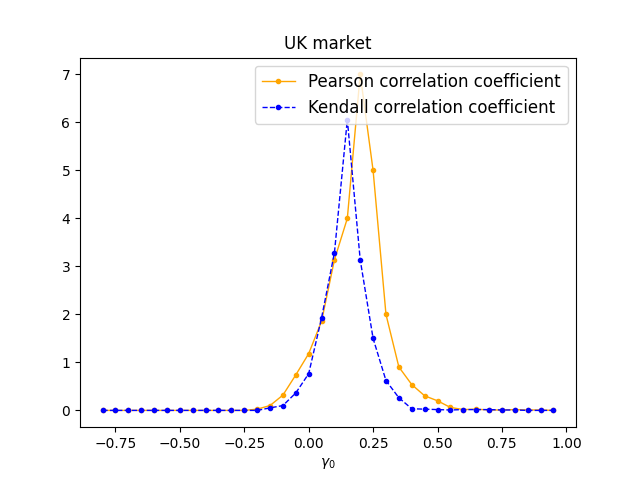 UK market
Pearson correlation coefficient
Kendall correlation coefficient
7
6
5
4
3
2
1
0
−0.75 −0.50 −0.25 0.00 0.25 0.50 0.75 1.00
γ₀